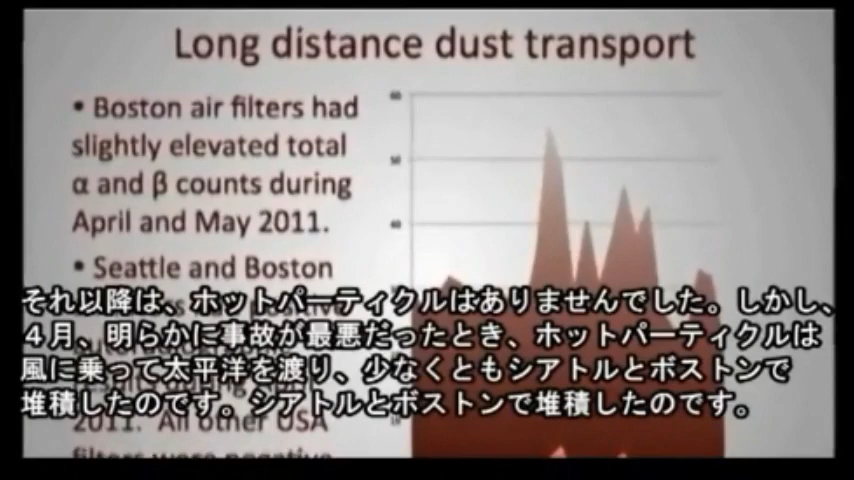 Long distance dust transport
• Boston air filters had
slightly elevated total
α and β counts during
April and May 2011.
• Seattle and Boston
それ以降は、ホットパーティクルはありませんでした。しかし、
4月、明らかに事故が最悪だったとき、ホットパーティクルは
風に乗って太平洋を渡り、少なくともシアトルとボストンで
堆積したのです。シアトルとボストンで堆積したのです。
2011. All other USA
filters were negative
60
50
40